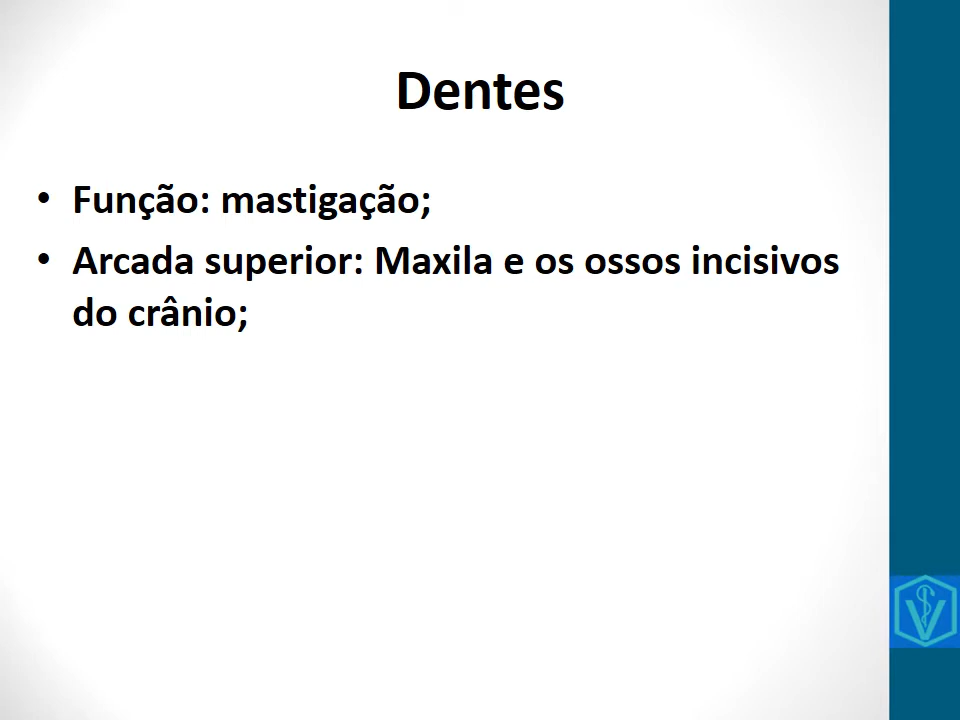 Dentes
• Função: mastigação;
• Arcada superior: Maxila e os ossos incisivos
do crânio;